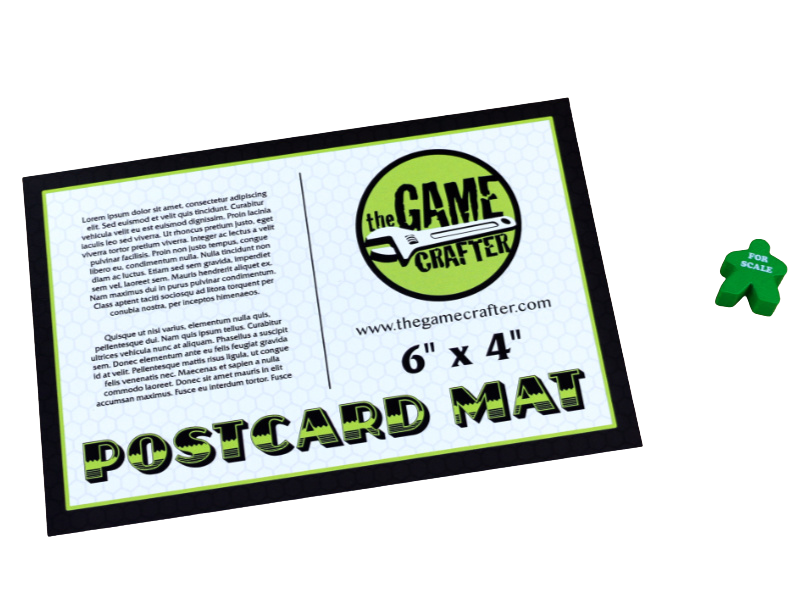 Lorem ipsum dolor sit amet, consectetur adipiscing
elit. Sed euismod et velit quis tincidunt. Curabitur
vehicula velit eu est euismod dignissim. Proin lacinia
iaculis leo sed viverra. Ut rhoncus pretium justo, eget
viverra tortor pretium viverra. Integer ac lectus a velit
pulvinar facilisis. Proin non justo tempus, congue
libero eu, condimentum nulla. Nulla tincidunt non
diam ac luctus. Etiam sed sem gravida, imperdiet
sem vel, laoreet sem. Mauris hendrerit aliquet ex.
Nam maximus dui in purus pulvinar condimentum.
Class aptent taciti sociosqu ad litora torquent per
conubia nostra, per inceptos himenaeos.
Quisque ut nisi varius, elementum nulla quis,
pellentesque dui. Nam quis ipsum tellus. Curabitur
ultrices vehicula nunc at aliquam. Phasellus a suscipit
sem. Donec elementum ante eu felis feugiat gravida
id at velit. Pellentesque mattis risus ligula, ut congue
felis venenatis nec. Maecenas et sapien a nulla
commodo laoreet. Donec sit amet mauris in elit
accumsan maximus. Fusce eu interdum tortor. Fusce
the GAME
CRAFTER
www.thegamecrafter.com
6" x 4"
POSTCARD MAT
FOR
SCALE